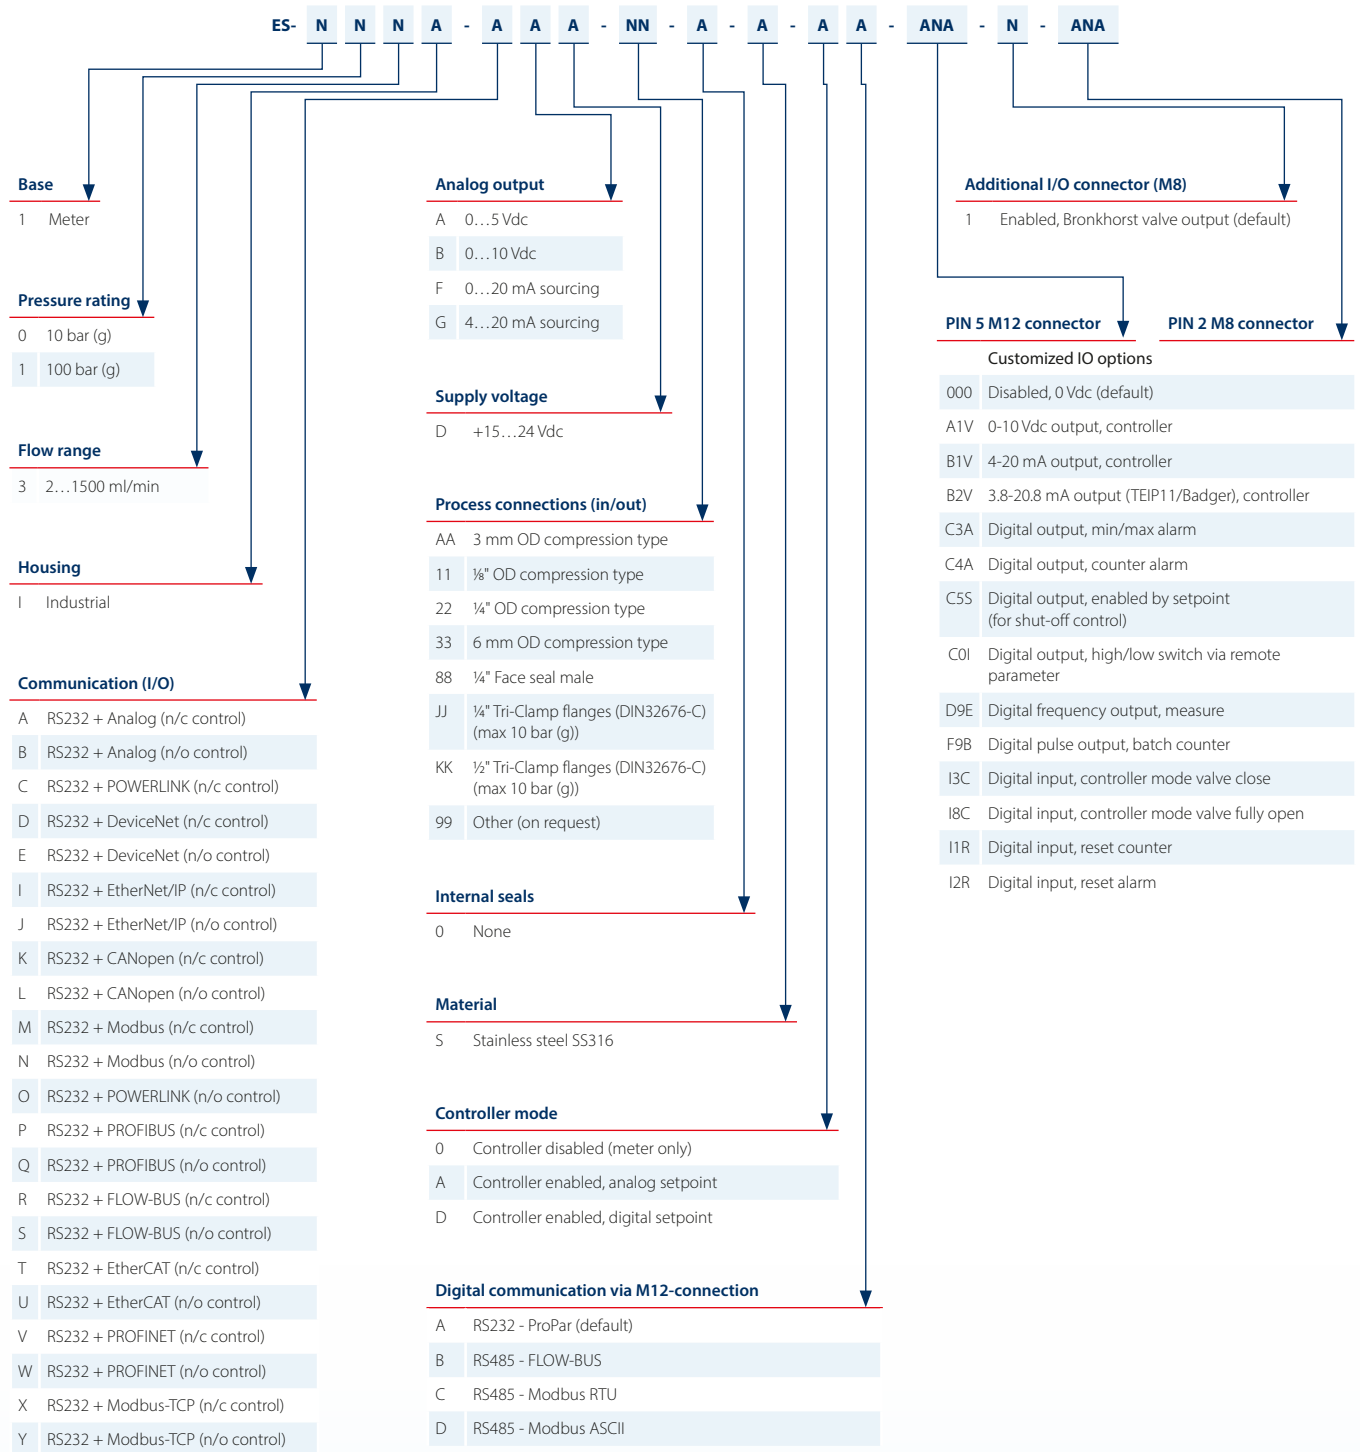 ES- N N N A - A A A - NN - A - A - A A - ANA - N - ANA
Base
1 Meter
Pressure rating
0 10 bar (g)
1 100 bar (g)
Flow range
3 2…1500 ml/min
Housing
I Industrial
Communication (I/O)
A RS232 + Analog (n/c control)
B RS232 + Analog (n/o control)
C RS232 + POWERLINK (n/c control)
D RS232 + DeviceNet (n/c control)
E RS232 + DeviceNet (n/o control)
I RS232 + EtherNet/IP (n/c control)
J RS232 + EtherNet/IP (n/o control)
K RS232 + CANopen (n/c control)
L RS232 + CANopen (n/o control)
M RS232 + Modbus (n/c control)
N RS232 + Modbus (n/o control)
O RS232 + POWERLINK (n/o control)
P RS232 + PROFIBUS (n/c control)
Q RS232 + PROFIBUS (n/o control)
R RS232 + FLOW-BUS (n/c control)
S RS232 + FLOW-BUS (n/o control)
T RS232 + EtherCAT (n/c control)
U RS232 + EtherCAT (n/o control)
V RS232 + PROFINET (n/c control)
W RS232 + PROFINET (n/o control)
X RS232 + Modbus-TCP (n/c control)
Y RS232 + Modbus-TCP (n/o control)
Analog output
A 0…5 Vdc
B 0…10 Vdc
F 0…20 mA sourcing
G 4…20 mA sourcing
Supply voltage
D +15…24 Vdc
Process connections (in/out)
AA 3 mm OD compression type
11 ⅛" OD compression type
22 ¼" OD compression type
33 6 mm OD compression type
88 ¼" Face seal male
JJ ¼" Tri-Clamp flanges (DIN32676-C)
(max 10 bar (g))
KK ½" Tri-Clamp flanges (DIN32676-C)
(max 10 bar (g))
99 Other (on request)
Internal seals
0 None
Material
S Stainless steel SS316
Controller mode
0 Controller disabled (meter only)
A Controller enabled, analog setpoint
D Controller enabled, digital setpoint
Digital communication via M12-connection
A RS232 - ProPar (default)
B RS485 - FLOW-BUS
C RS485 - Modbus RTU
D RS485 - Modbus ASCII
Additional I/O connector (M8)
1 Enabled, Bronkhorst valve output (default)
PIN 5 M12 connector PIN 2 M8 connector
Customized IO options
000 Disabled, 0 Vdc (default)
A1V 0-10 Vdc output, controller
B1V 4-20 mA output, controller
B2V 3.8-20.8 mA output (TEIP11/Badger), controller
C3A Digital output, min/max alarm
C4A Digital output, counter alarm
C5S Digital output, enabled by setpoint
(for shut-off control)
C0I Digital output, high/low switch via remote
parameter
D9E Digital frequency output, measure
F9B Digital pulse output, batch counter
I3C Digital input, controller mode valve close
I8C Digital input, controller mode valve fully open
I1R Digital input, reset counter
I2R Digital input, reset alarm